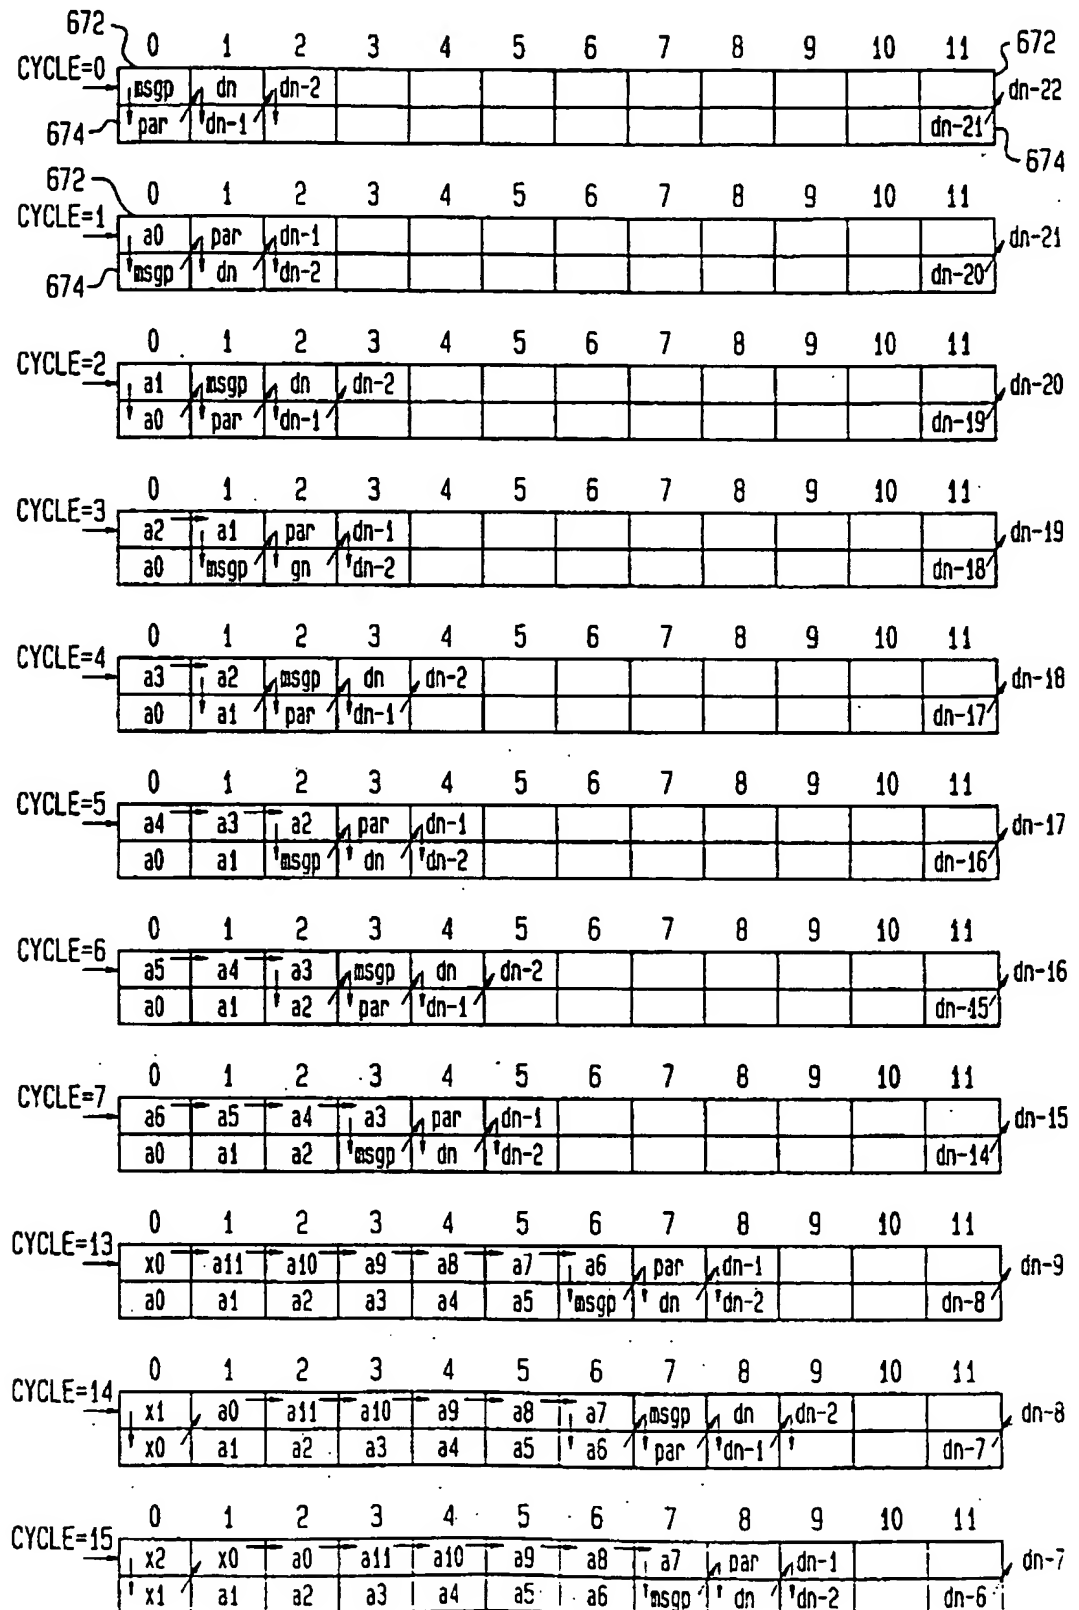 672
0 1 2 3 4 5 6 7 8 9 10 11
672
CYCLE=0
msgp dn dn-2
dn-22
674
par dn-1 dn-21
674
672
0 1 2 3 4 5 6 7 8 9 10 11
CYCLE=1
a0 par dn-1
dn-21
674
msgp dn dn-2 dn-20
0 1 2 3 4 5 6 7 8 9 10 11
CYCLE=2
a1 msgp dn dn-2
dn-20
a0 par dn-1 dn-19
0 1 2 3 4 5 6 7 8 9 10 11
CYCLE=3
a2 a1 par dn-1
dn-19
a0 msgp gn dn-2 dn-18
0 1 2 3 4 5 6 7 8 9 10 11
CYCLE=4
a3 a2 msgp dn dn-2
dn-18
a0 a1 par dn-1 dn-17
0 1 2 3 4 5 6 7 8 9 10 11
CYCLE=5
a4 a3 a2 par dn-1
dn-17
a0 a1 msgp dn dn-2 dn-16
0 1 2 3 4 5 6 7 8 9 10 11
CYCLE=6
a5 a4 a3 msgp dn dn-2
dn-16
a0 a1 a2 par dn-1 dn-15
0 1 2 3 4 5 6 7 8 9 10 11
CYCLE=7
a6 a5 a4 a3 par dn-1
dn-15
a0 a1 a2 msgp dn dn-2 dn-14
0 1 2 3 4 5 6 7 8 9 10 11
CYCLE=13
x0 a11 a10 a9 a8 a7 a6 par dn-1
dn-9
a0 a1 a2 a3 a4 a5 msgp dn dn-2 dn-8
0 1 2 3 4 5 6 7 8 9 10 11
CYCLE=14
x1 a0 a11 a10 a9 a8 a7 msgp dn dn-2
dn-8
x0 a1 a2 a3 a4 a5 a6 par dn-1 dn-7
0 1 2 3 4 5 6 7 8 9 10 11
CYCLE=15
x2 x0 a0 a11 a10 a9 a8 a7 par dn-1
dn-7
x1 a1 a2 a3 a4 a5 a6 msgp dn dn-2 dn-6